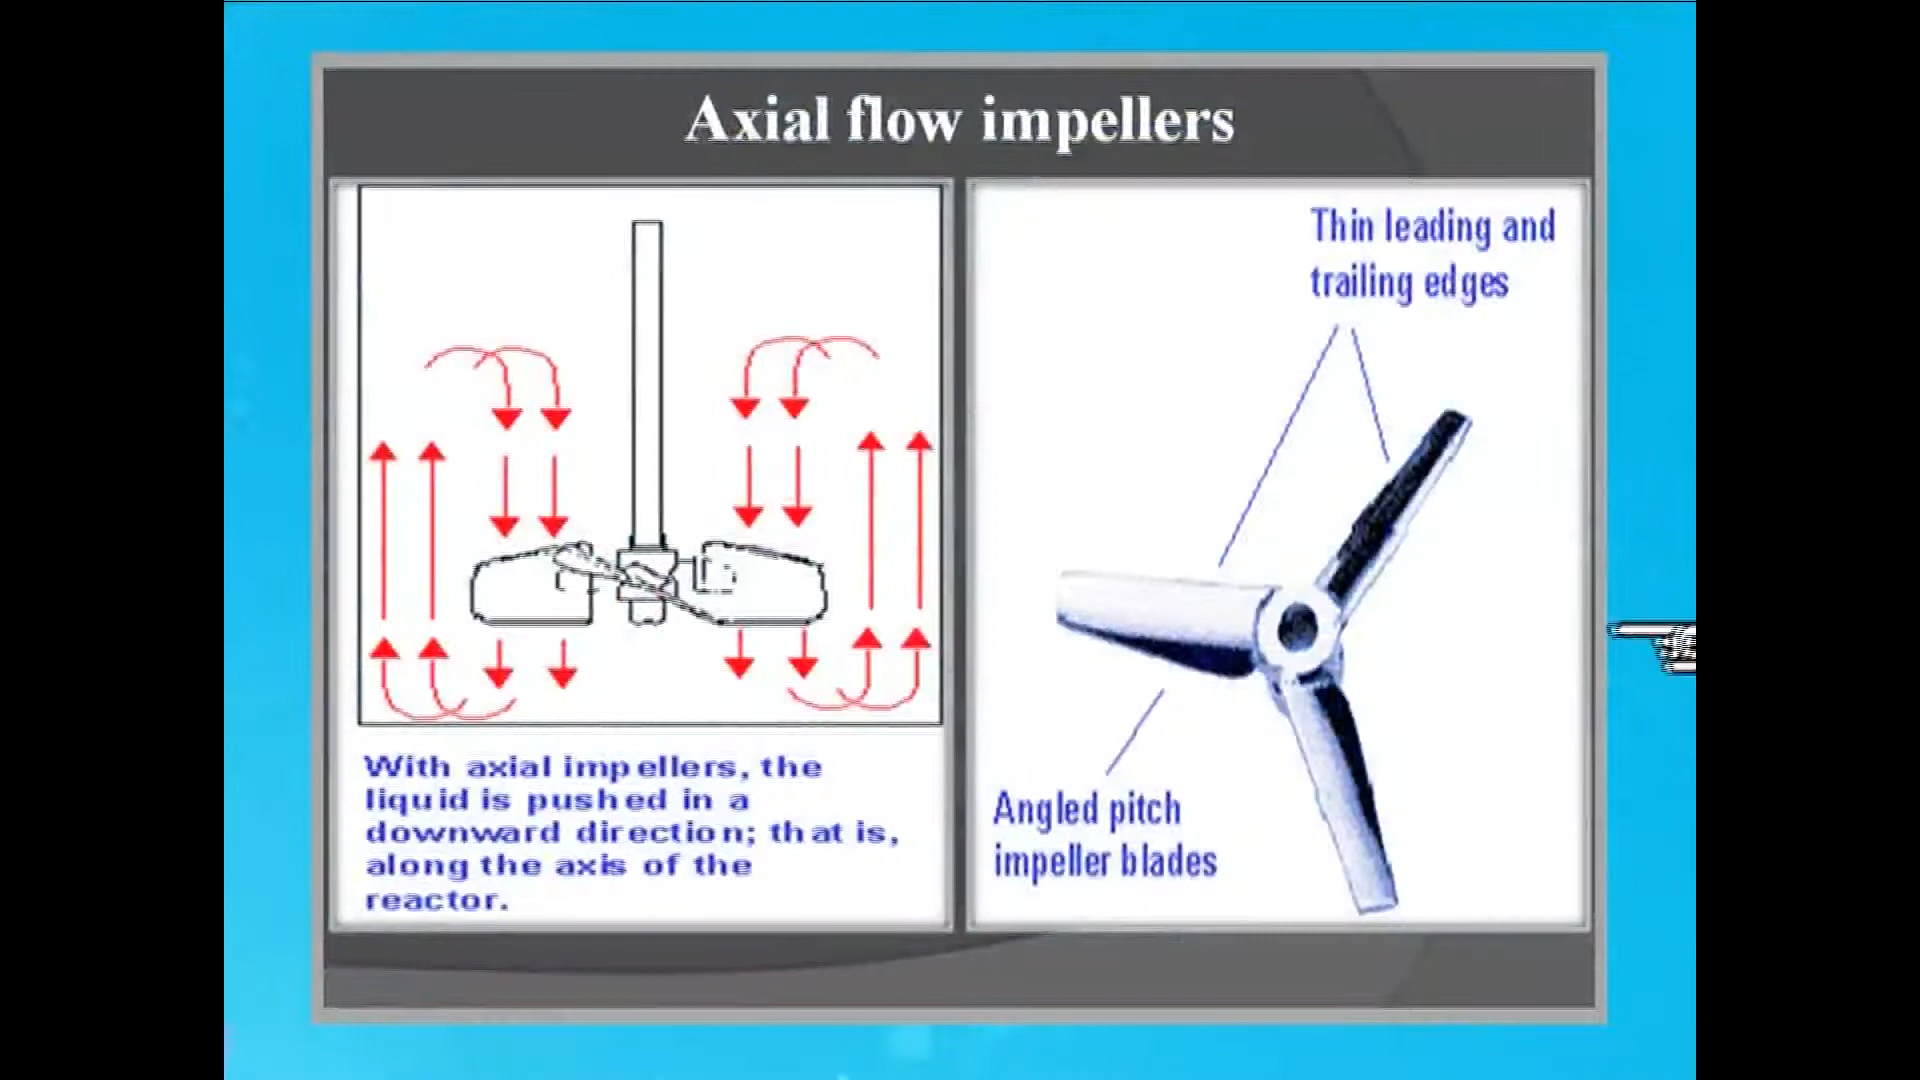 Axial flow impellers
With axial impellers, the
liquid is pushed in a
downward direction; that is,
along the axis of the
reactor.
Thin leading and
trailing edges
Angled pitch
impeller blades